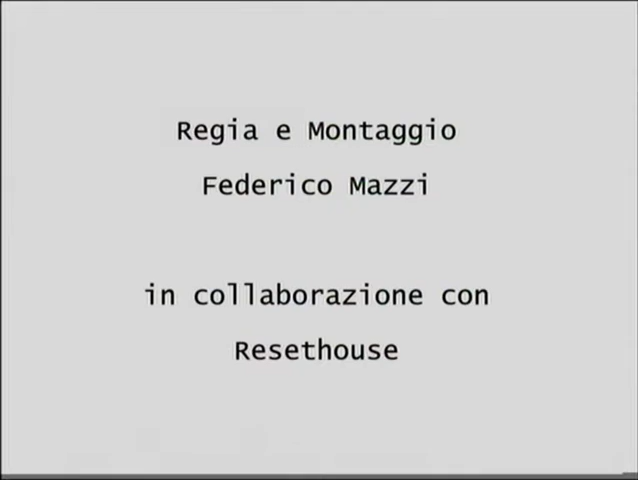 Regia e Montaggio
Federico Mazzi
in collaborazione con
Resethouse